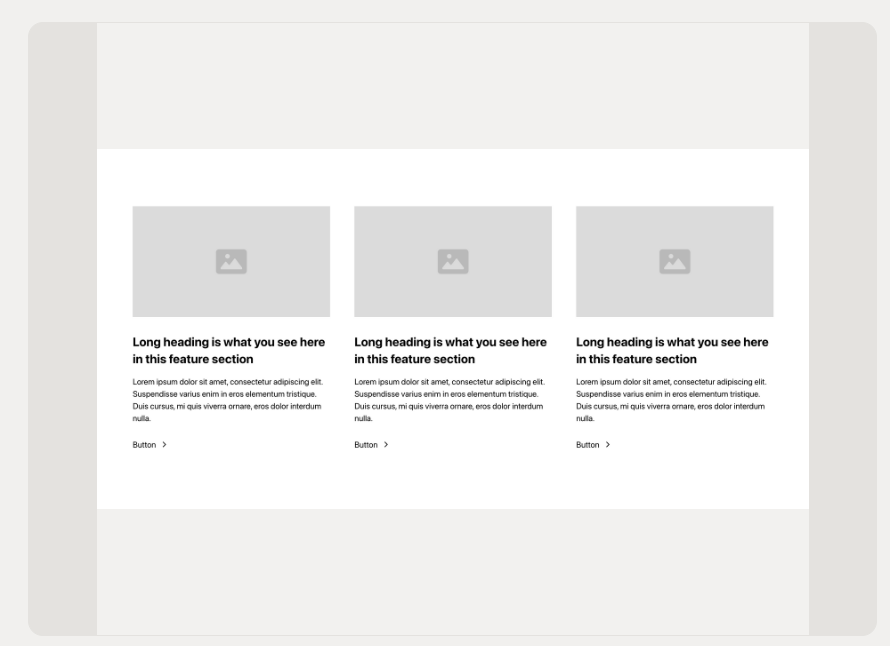 Long heading is what you see here
in this feature section
Lorem ipsum dolor sit amet, consectetur adipiscing elit.
Suspendisse varius enim in eros elementum tristique.
Duis cursus, mi quis viverra ornare, eros dolor interdum
nulla.
Button
Long heading is what you see here
in this feature section
Lorem ipsum dolor sit amet, consectetur adipiscing elit.
Suspendisse varius enim in eros elementum tristique.
Duis cursus, mi quis viverra ornare, eros dolor interdum
nulla.
Button
Long heading is what you see here
in this feature section
Lorem ipsum dolor sit amet, consectetur adipiscing elit.
Suspendisse varius enim in eros elementum tristique.
Duis cursus, mi quis viverra ornare, eros dolor interdum
nulla.
Button